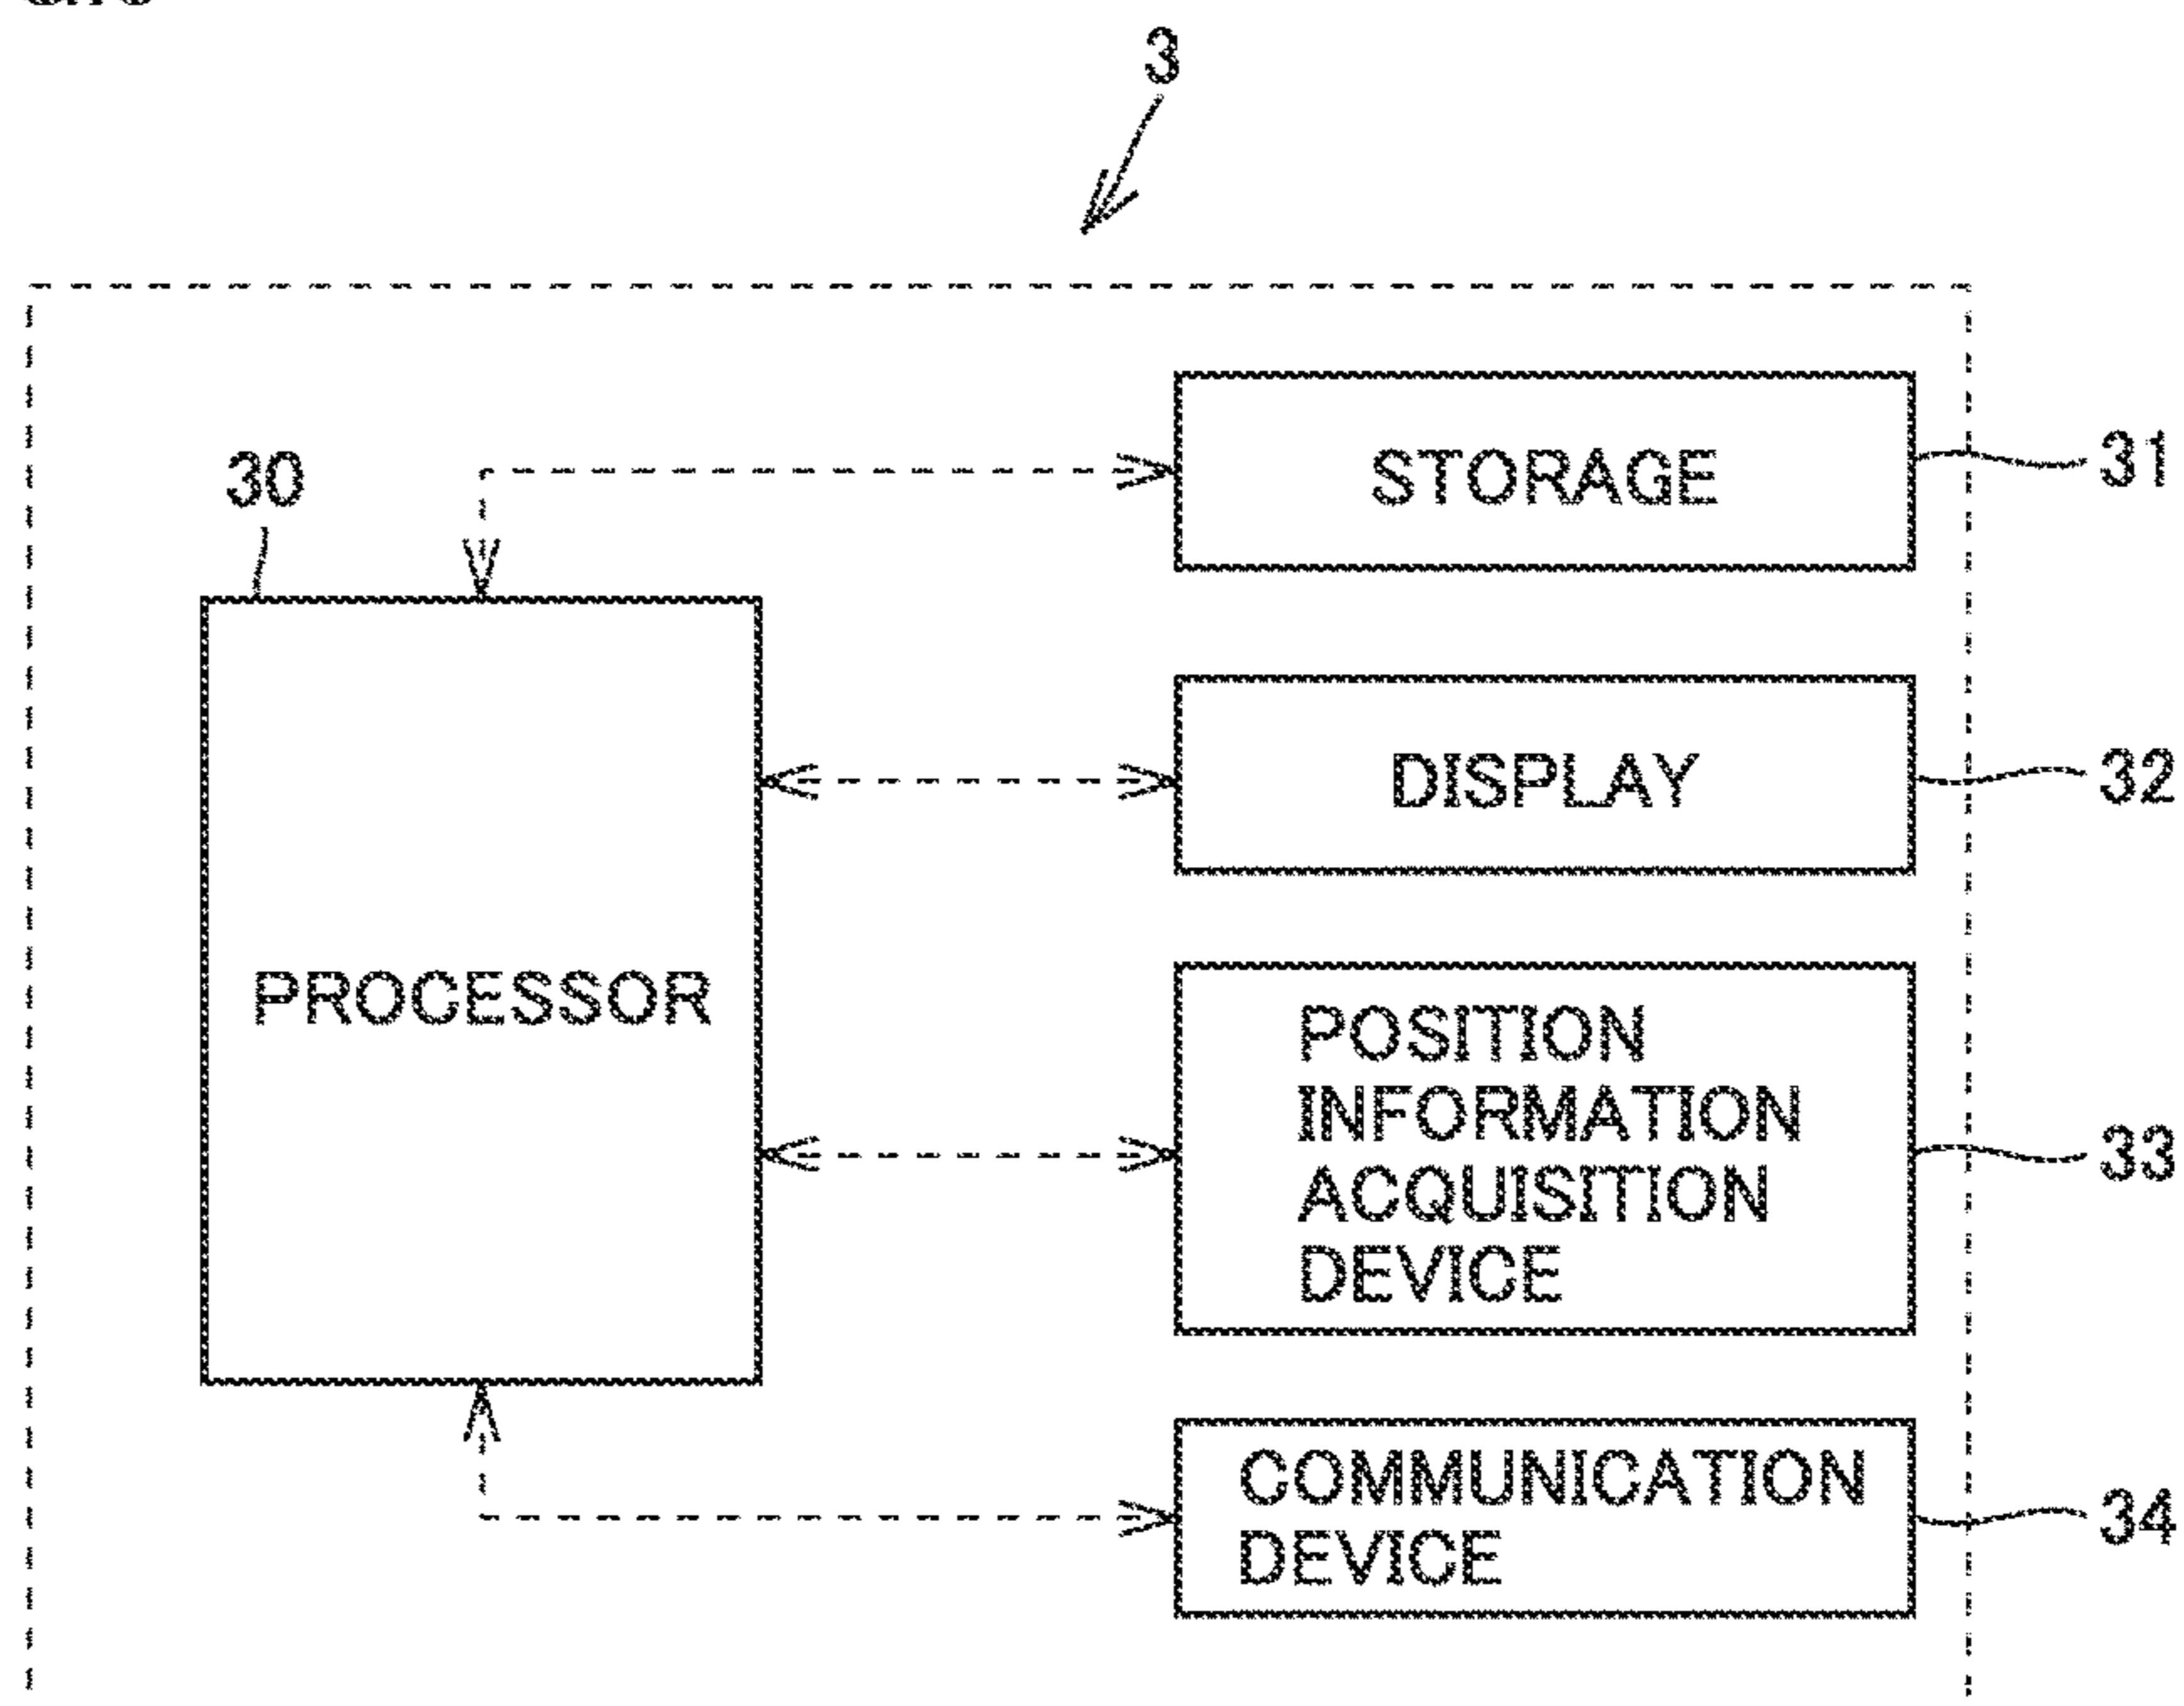 3
STORAGE
31
30
DISPLAY
32
PROCESSOR
POSITION
INFORMATION
ACQUISITION
DEVICE
33
COMMUNICATION
DEVICE
34